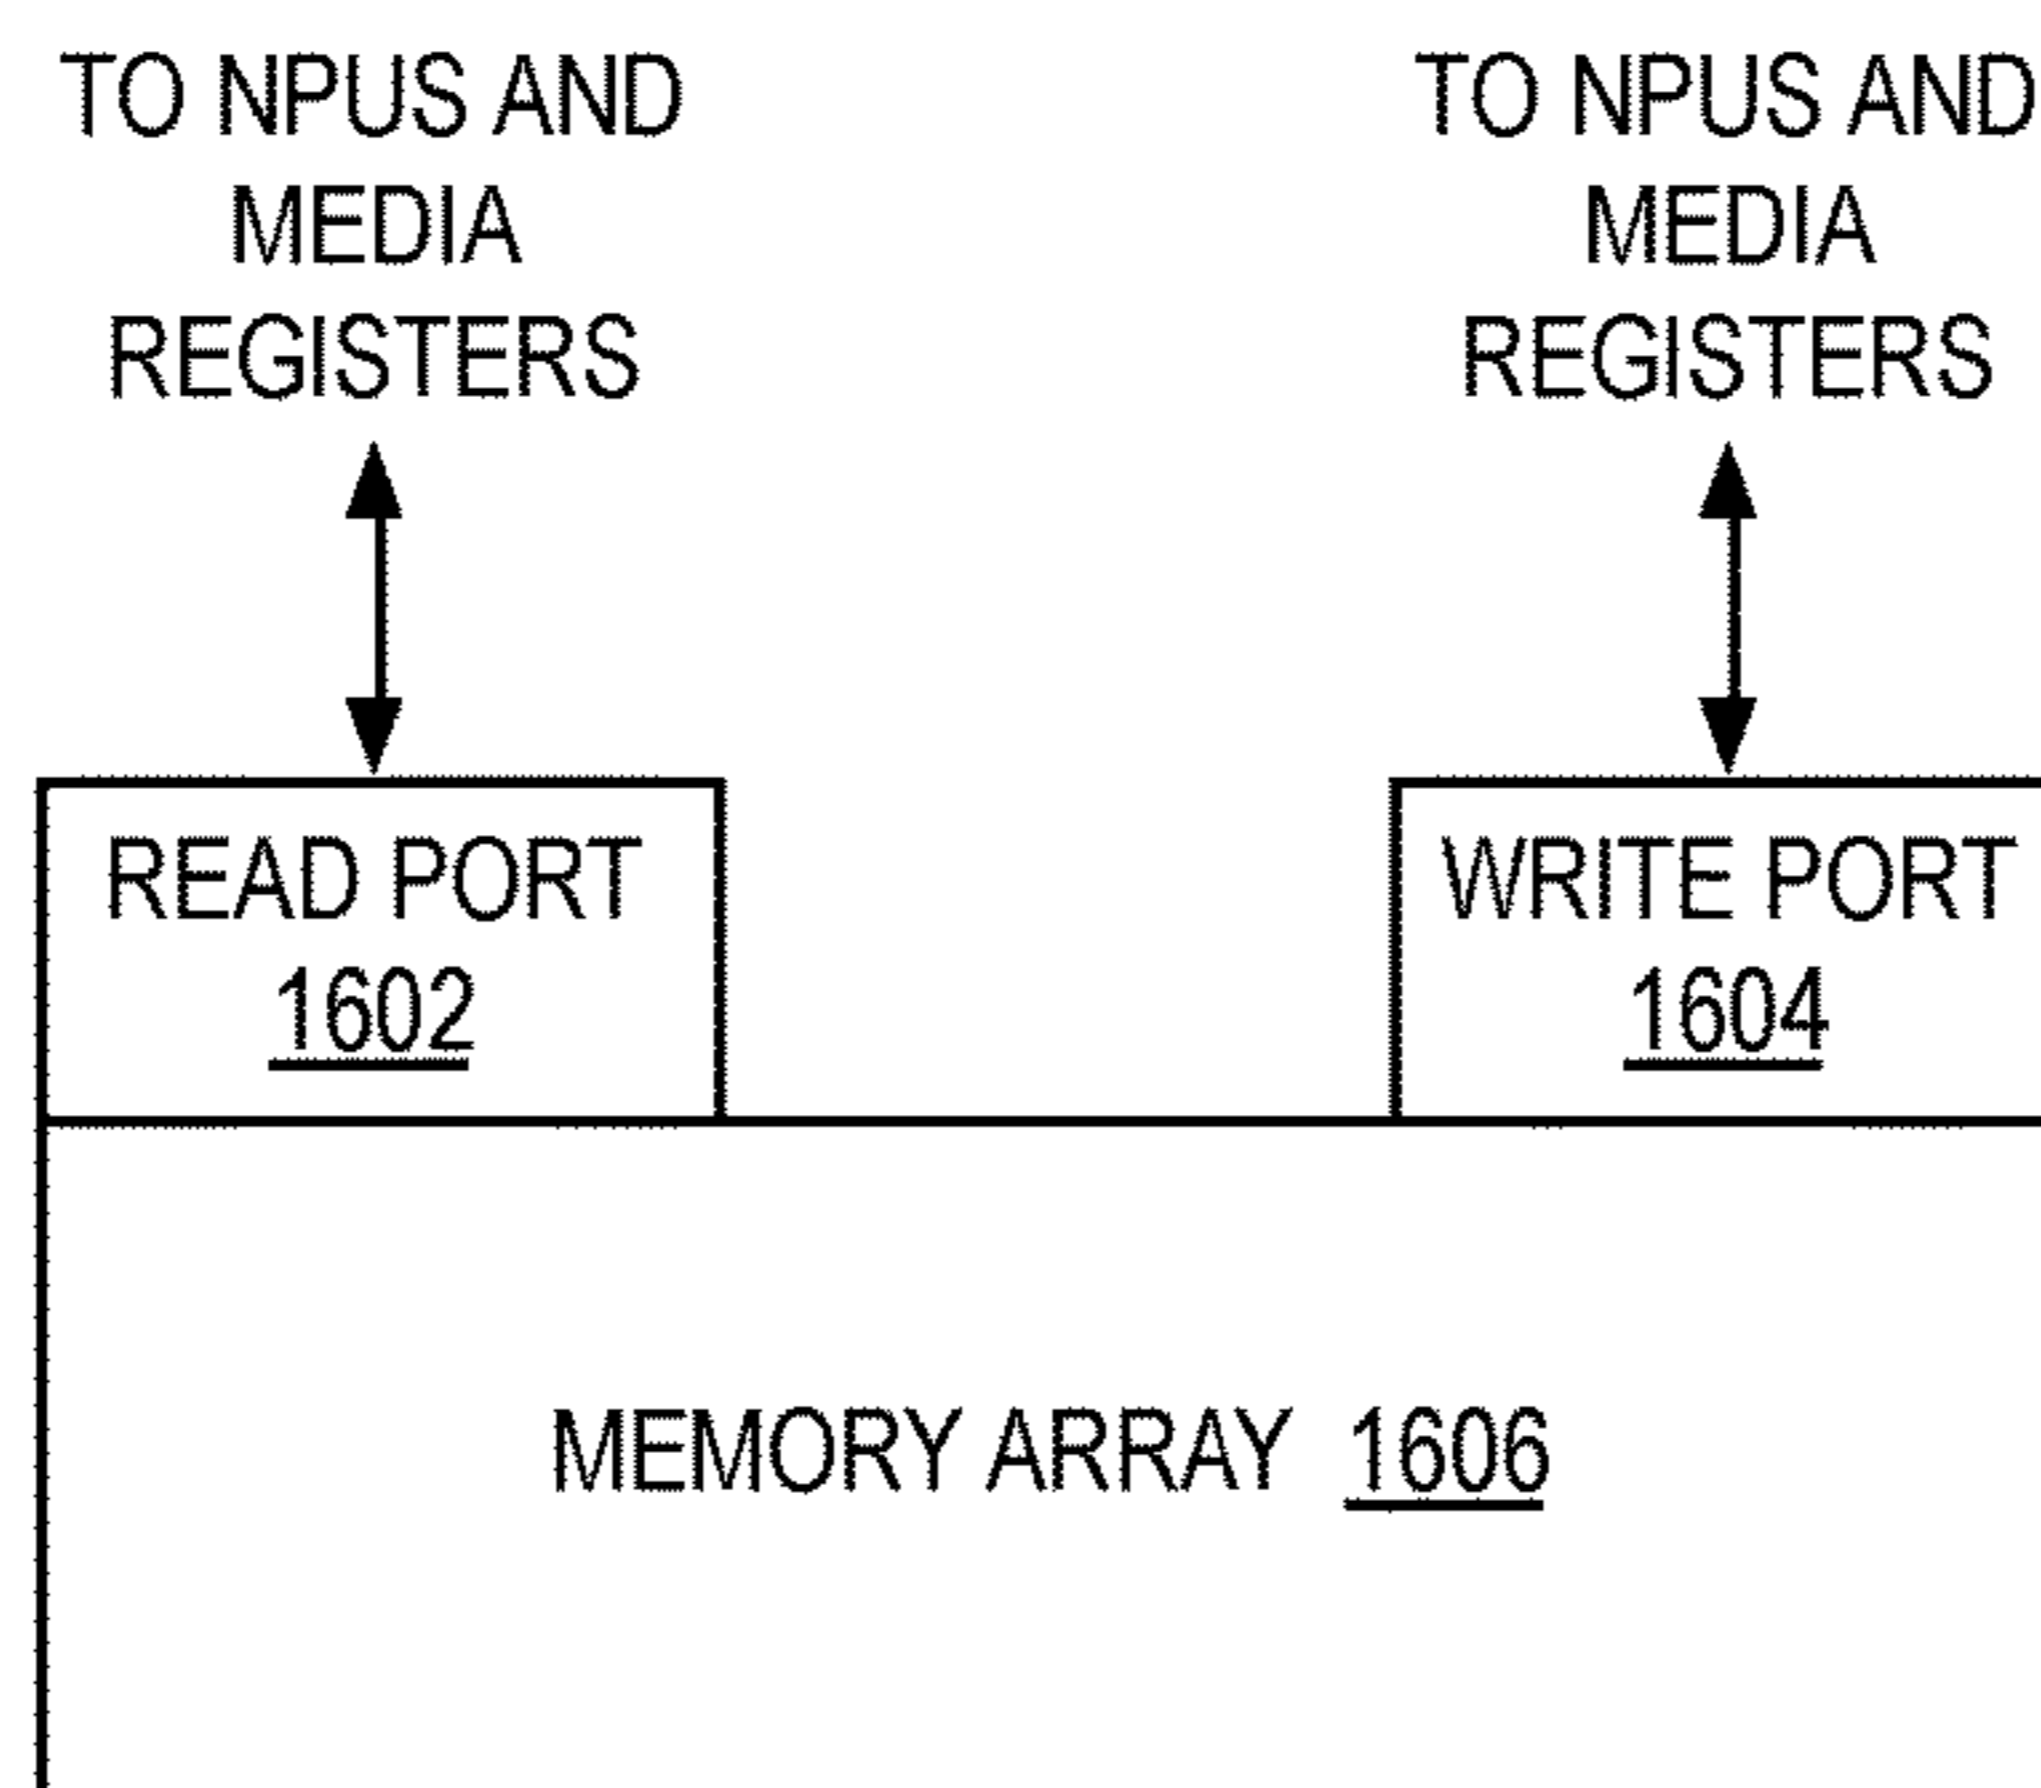 TO NPUS AND
MEDIA
REGISTERS
TO NPUS AND
MEDIA
REGISTERS
READ PORT
1602
WRITE PORT
1604
MEMORY ARRAY 1606